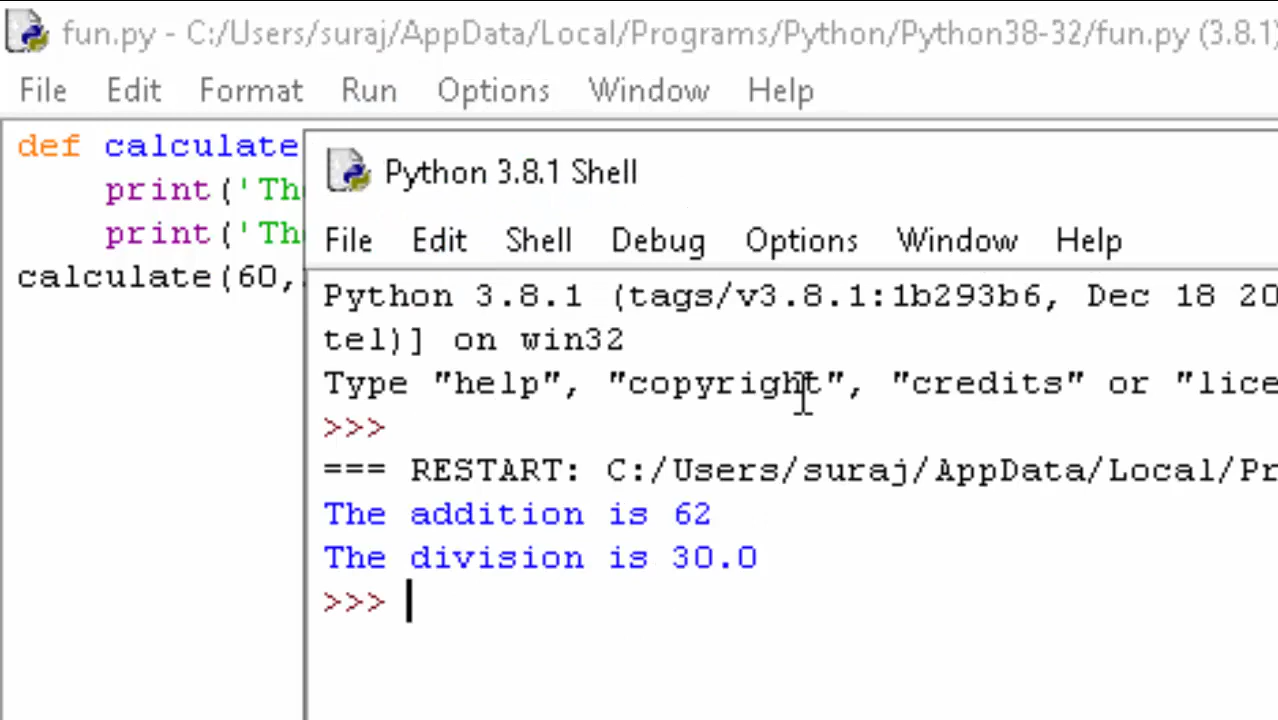 fun.py - C:/Users/suraj/AppData/Local/Programs/Python/Python38-32/fun.py (3.8.1)
File Edit Format Run Options Window Help
def calculate
print('Th
print('Th
calculate(60,
Python 3.8.1 Shell
File Edit Shell Debug Options Window Help
Python 3.8.1 (tags/v3.8.1:1b293b6, Dec 18 20
tel)] on win32
Type "help", "copyright", "credits" or "lice
>>>
=== RESTART: C:/Users/suraj/AppData/Local/Pr
The addition is 62
The division is 30.0
>>>